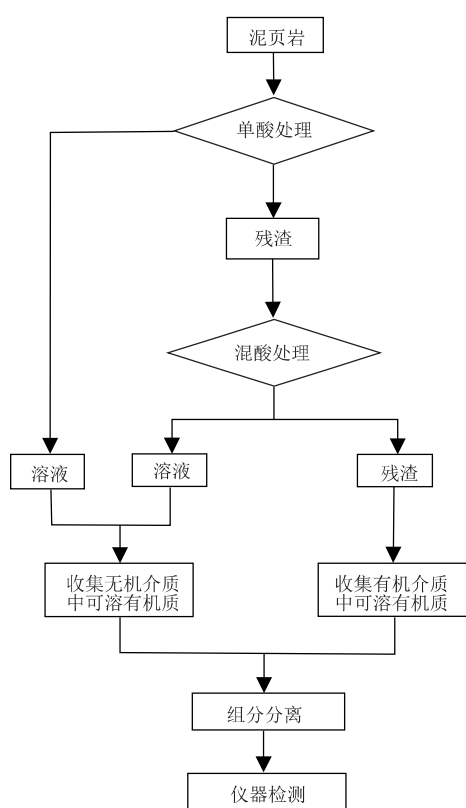 泥页岩
单酸处理
残渣
混酸处理
溶液
溶液
残渣
收集无机介质
中可溶有机质
收集有机介质
中可溶有机质
组分分离
仪器检测